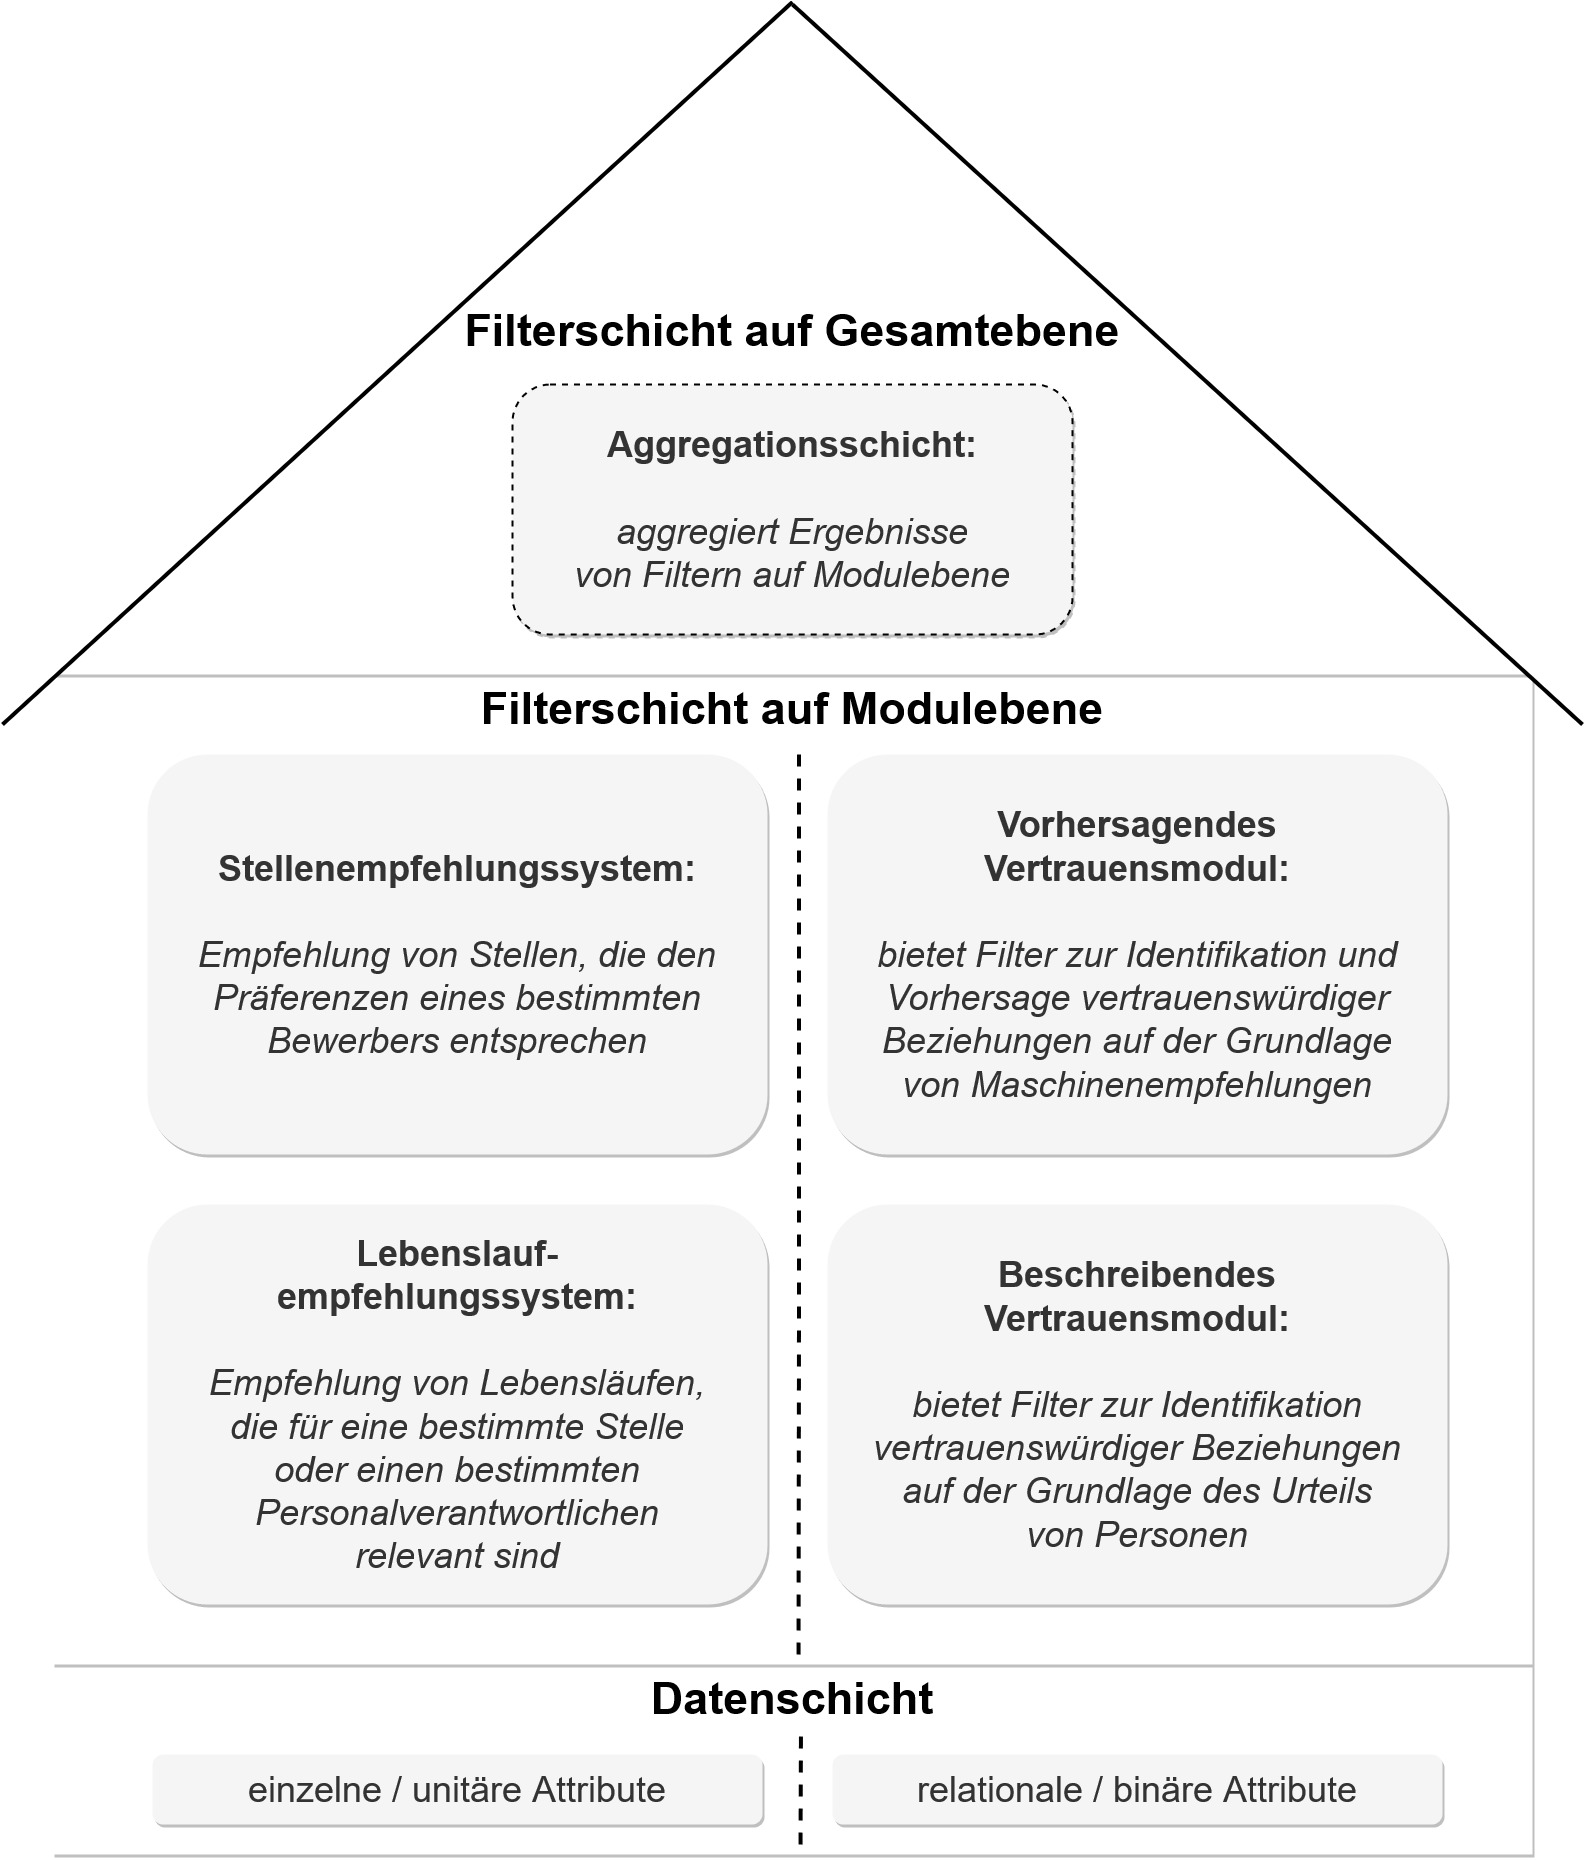 Filterschicht auf Gesamtebene
Aggregationsschicht:
aggregiert Ergebnisse
von Filtern auf Modulebene
Filterschicht auf Modulebene
Stellenempfehlungssystem:
Empfehlung von Stellen, die den
Präferenzen eines bestimmten
Bewerbers entsprechen
Vorhersagendes
Vertrauensmodul:
bietet Filter zur Identifikation und
Vorhersage vertrauenswürdiger
Beziehungen auf der Grundlage
von Maschinenempfehlungen
Lebenslauf-
empfehlungssystem:
Empfehlung von Lebensläufen,
die für eine bestimmte Stelle
oder einen bestimmten
Personalverantwortlichen
relevant sind
Beschreibendes
Vertrauensmodul:
bietet Filter zur Identifikation
vertrauenswürdiger Beziehungen
auf der Grundlage des Urteils
von Personen
Datenschicht
einzelne / unitäre Attribute
relationale / binäre Attribute